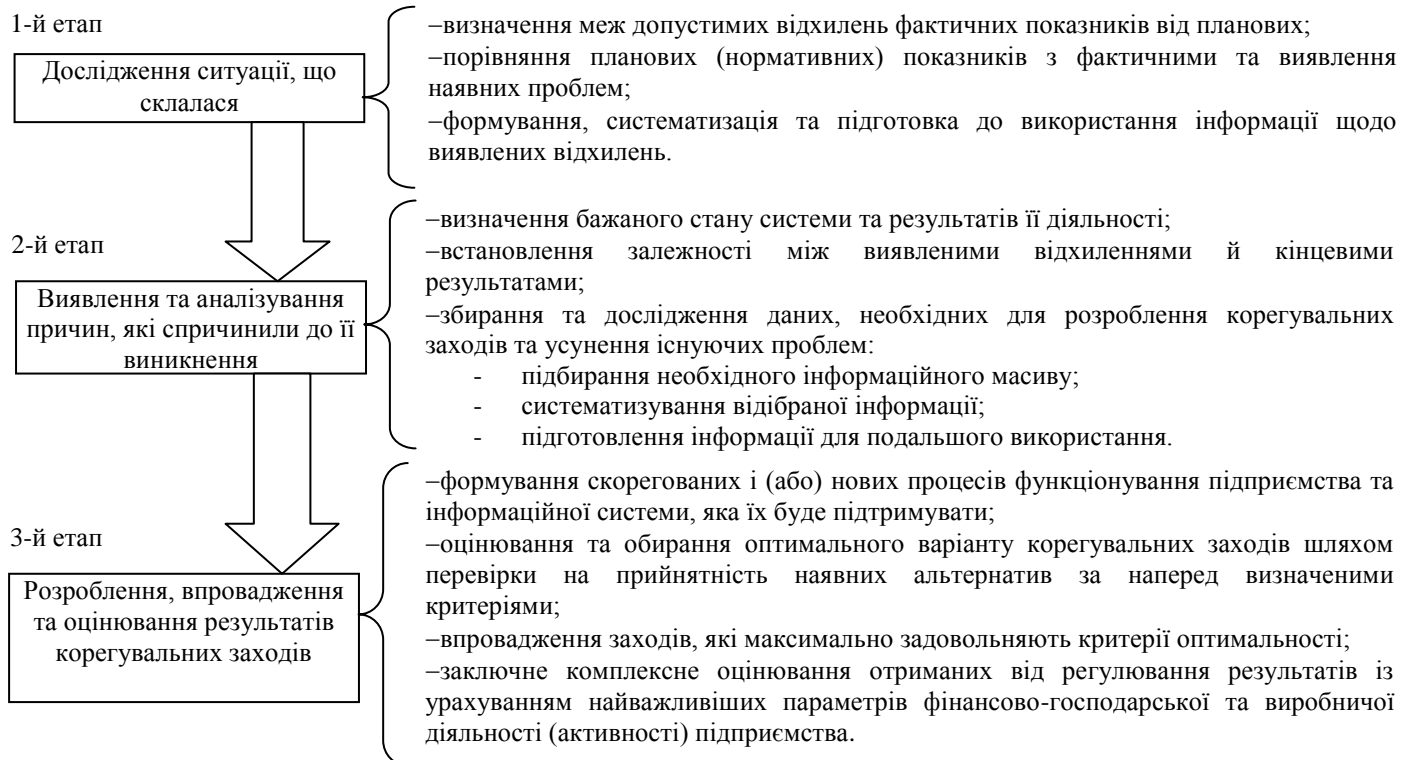 1-й етап
Дослідження ситуації, що
склалася
−визначення меж допустимих відхилень фактичних показників від планових;
−порівняння планових (нормативних) показників з фактичними та виявлення
наявних проблем;
−формування, систематизація та підготовка до використання інформації щодо
виявлених відхилень.
2-й етап
Виявлення та аналізування
причин, які спричинили до її
виникнення
−визначення бажаного стану системи та результатів її діяльності;
−встановлення залежності між виявленими відхиленнями й кінцевими
результатами;
−збирання та дослідження даних, необхідних для розроблення корегувальних
заходів та усунення існуючих проблем:
- підбирання необхідного інформаційного масиву;
- систематизування відібраної інформації;
- підготовлення інформації для подальшого використання.
3-й етап
Розроблення, впровадження
та оцінювання результатів
корегувальних заходів
−формування скорегованих і (або) нових процесів функціонування підприємства та
інформаційної системи, яка їх буде підтримувати;
−оцінювання та обирання оптимального варіанту корегувальних заходів шляхом
перевірки на прийнятність наявних альтернатив за наперед визначеними
критеріями;
−впровадження заходів, які максимально задовольняють критерії оптимальності;
−заключне комплексне оцінювання отриманих від регулювання результатів із
урахуванням найважливіших параметрів фінансово-господарської та виробничої
діяльності (активності) підприємства.